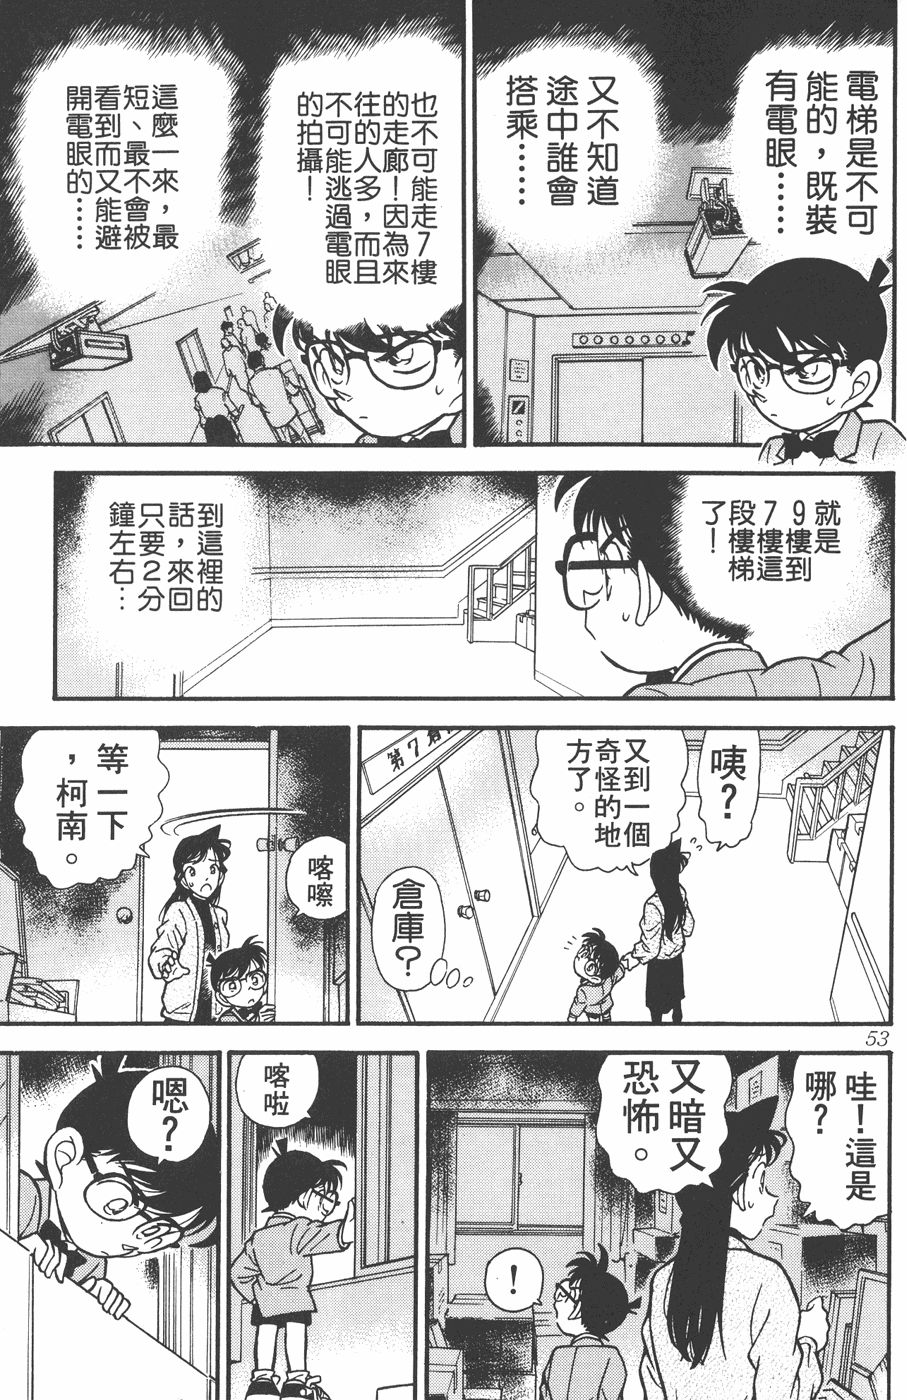 電梯是不可
能的，既裝
有電眼……
又不知道
途中誰會
搭乘……
也不可能走7樓
的走廊！因為來
往的人多，而且
不可能逃過電眼
的拍攝！
這麼一來，最
短、最不會被
看到而又能避
開電眼的……
就是
9樓到
7樓這
段樓梯
了！
到這裡的
話，來回
只要2分
鐘左右…
咦？
又到一個
奇怪的地
方了。
第7倉
倉庫？
喀嚓
等一下
，柯南。
53
哇！這是
哪？
又暗又
恐怖。
！
喀啦
嗯？